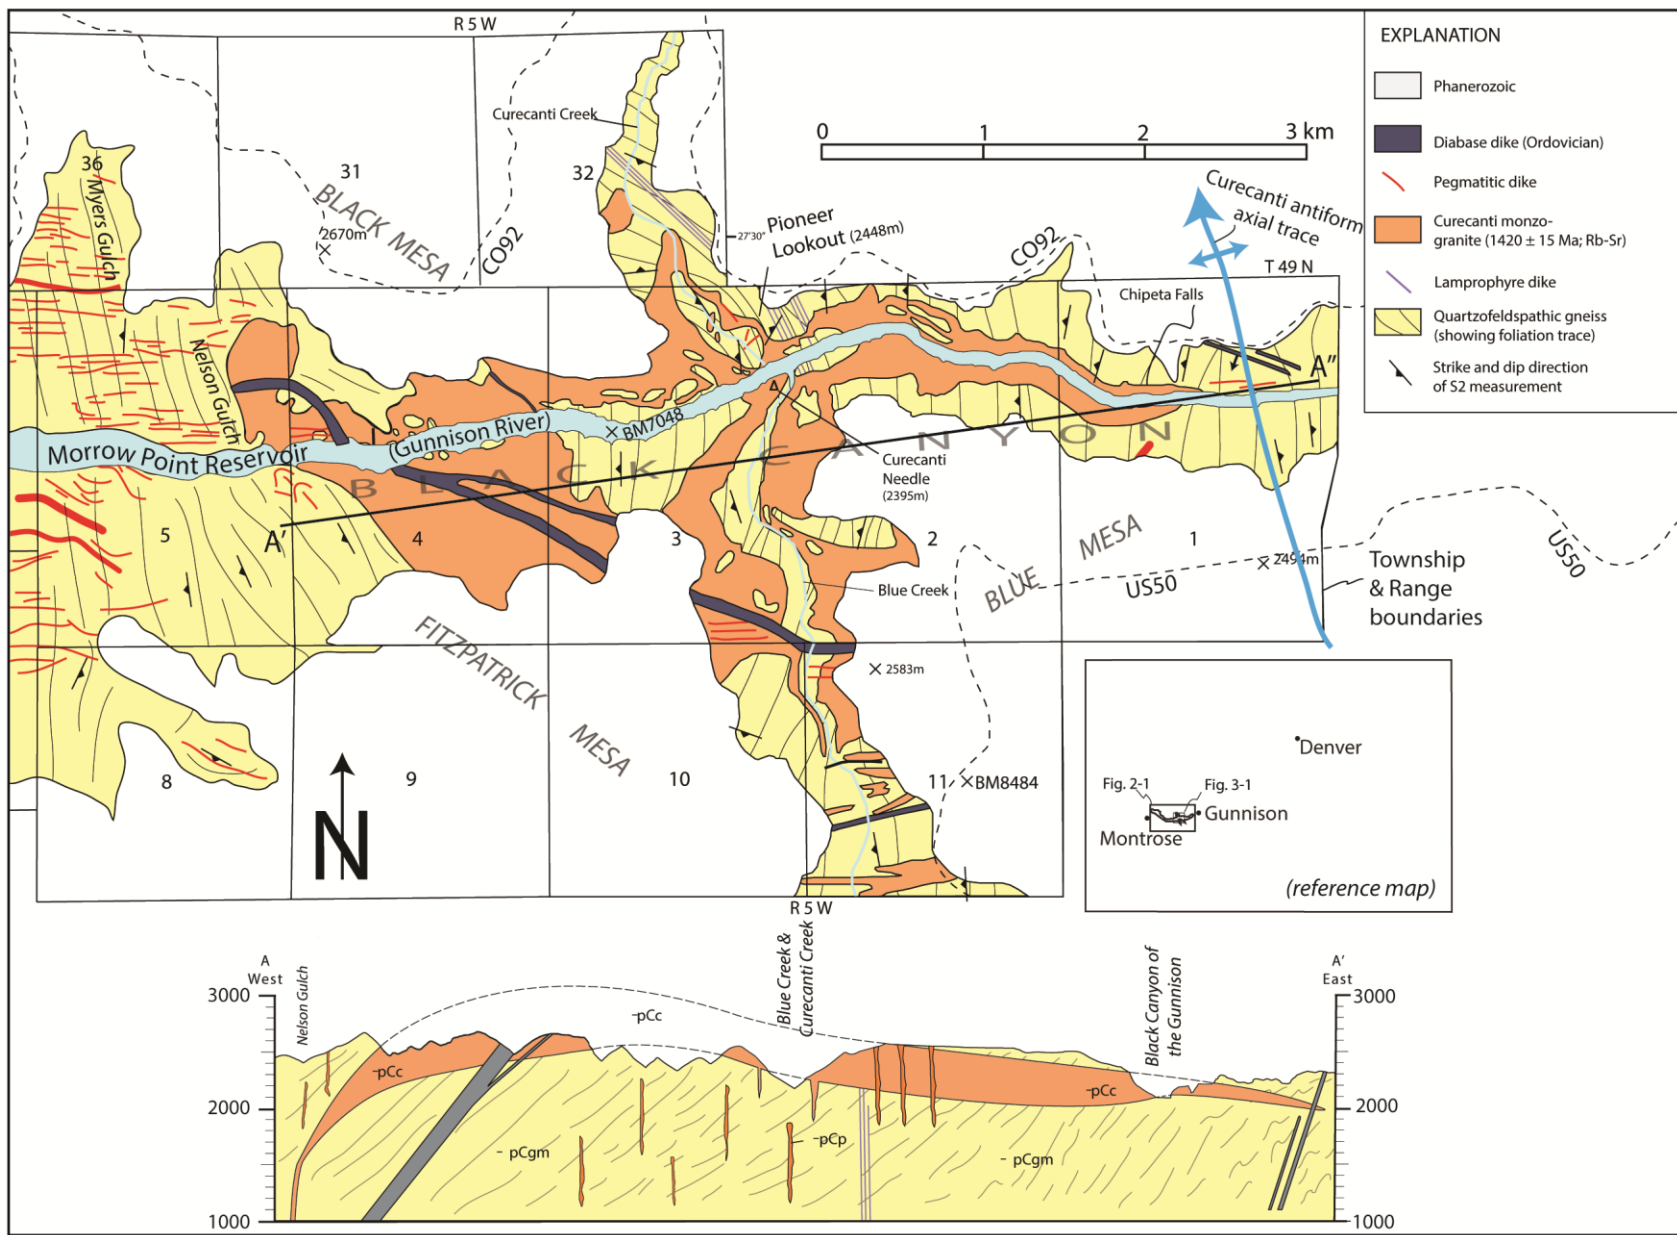 R 5 W
EXPLANATION
Phanerozoic
Diabase dike (Ordovician)
Pegmatitic dike
Curecanti monzo-
granite (1420 ± 15 Ma; Rb-Sr)
Lamprophyre dike
Quartzofeldspathic gneiss
(showing foliation trace)
Strike and dip direction
of S2 measurement
Curecanti Creek
0
1
2
3 km
36
31
32
Myers Gulch
BLACK MESA
2670m
CO92
27'30"
Pioneer
Lookout (2448m)
CO92
Curecanti antiform
axial trace
T 49 N
Chipeta Falls
Nelson Gulch
A"
Morrow Point Reservoir
(Gunnison River)
BM7048
BLACK CANYON
Curecanti
Needle
(2395m)
A'
5
4
3
2
1
BLUE MESA
2494m
US50
US50
Blue Creek
Township
& Range
boundaries
FITZPATRICK MESA
2583m
8
9
10
11
BM8484
N
R 5 W
Denver
Fig. 2-1
Fig. 3-1
Gunnison
Montrose
(reference map)
A
West
Nelson Gulch
Blue Creek &
Curecanti Creek
Black Canyon of
the Gunnison
A'
East
3000
2000
1000
3000
2000
1000
-pCc
-pCc
-pCc
-pCp
- pCgm
- pCgm